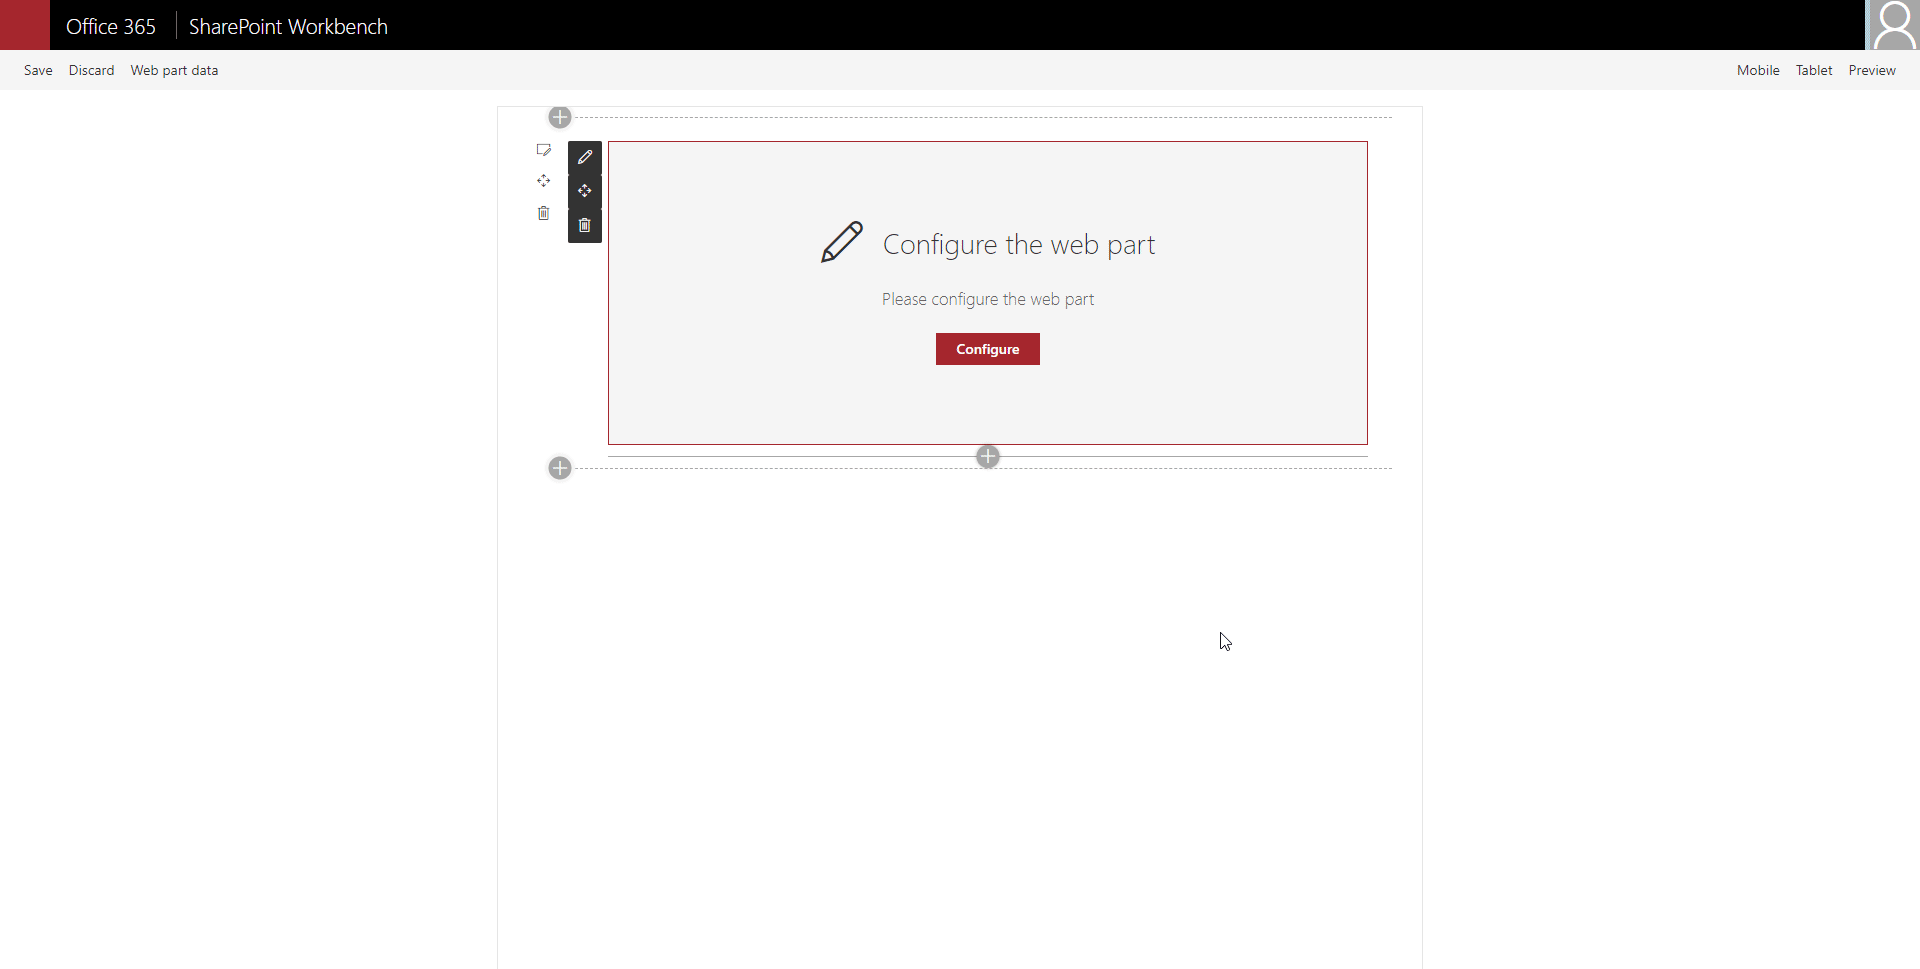 Office 365 SharePoint Workbench
Save Discard Web part data Mobile Tablet Preview
Configure the web part
Please configure the web part
Configure